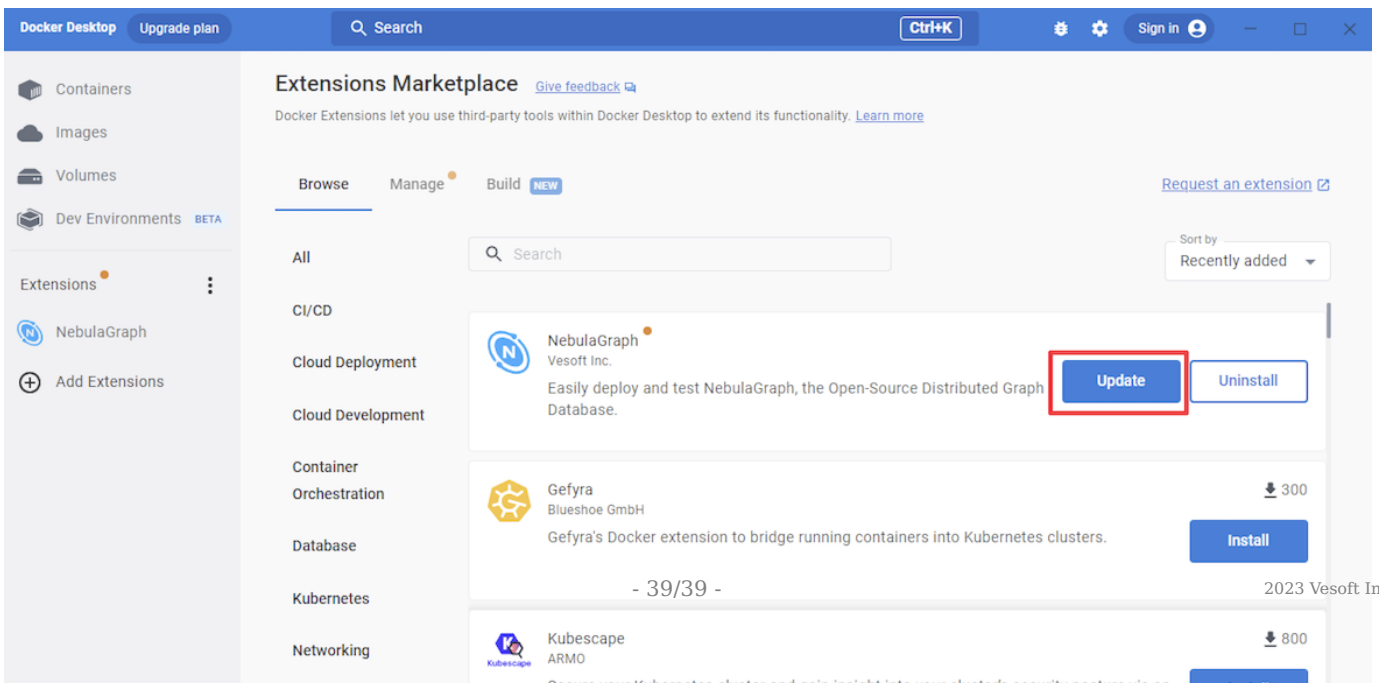 Docker Desktop Upgrade plan Search Ctrl+K Sign in
Containers
Images
Volumes
Dev Environments BETA
Extensions
NebulaGraph
Add Extensions
Extensions Marketplace Give feedback
Docker Extensions let you use third-party tools within Docker Desktop to extend its functionality. Learn more
Browse Manage Build NEW Request an extension
All
CI/CD
Cloud Deployment
Cloud Development
Container
Orchestration
Database
Kubernetes
Networking
Search
Sort by
Recently added
NebulaGraph
Vesoft Inc.
Easily deploy and test NebulaGraph, the Open-Source Distributed Graph
Database.
Update Uninstall
Gefyra
Blueshoe GmbH
Gefyra's Docker extension to bridge running containers into Kubernetes clusters.
300
Install
- 39/39 -
2023 Vesoft In
Kubescape
Kubescape
ARMO
800